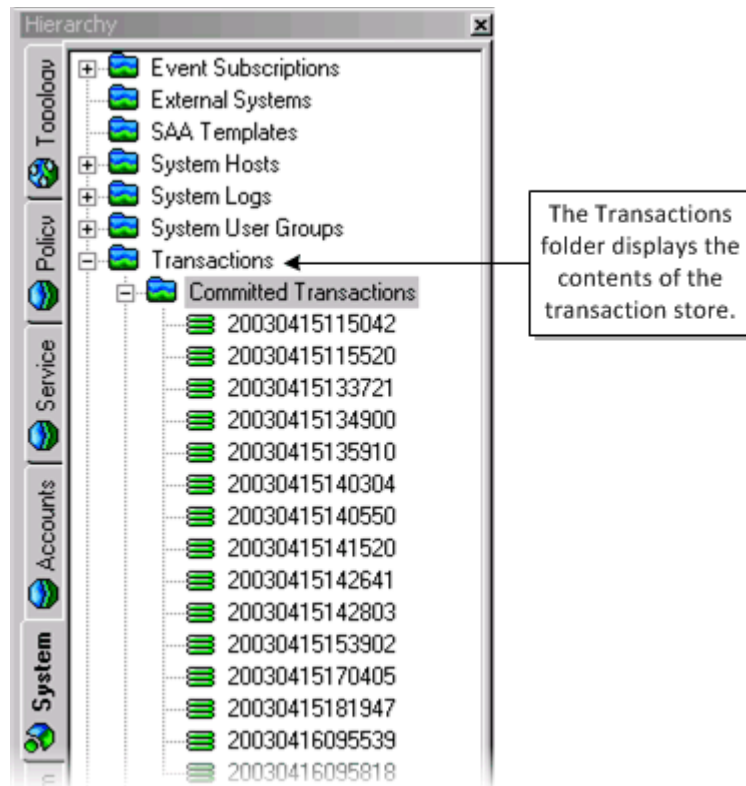 Hierarchy
Topology
Policy
Service
Accounts
System
Event Subscriptions
External Systems
SAA Templates
System Hosts
System Logs
System User Groups
Transactions
Committed Transactions
20030415115042
20030415115520
20030415133721
20030415134900
20030415135910
20030415140304
20030415140550
20030415141520
20030415142641
20030415142803
20030415153902
20030415170405
20030415181947
20030416095539
20030416095818
The Transactions
folder displays the
contents of the
transaction store.